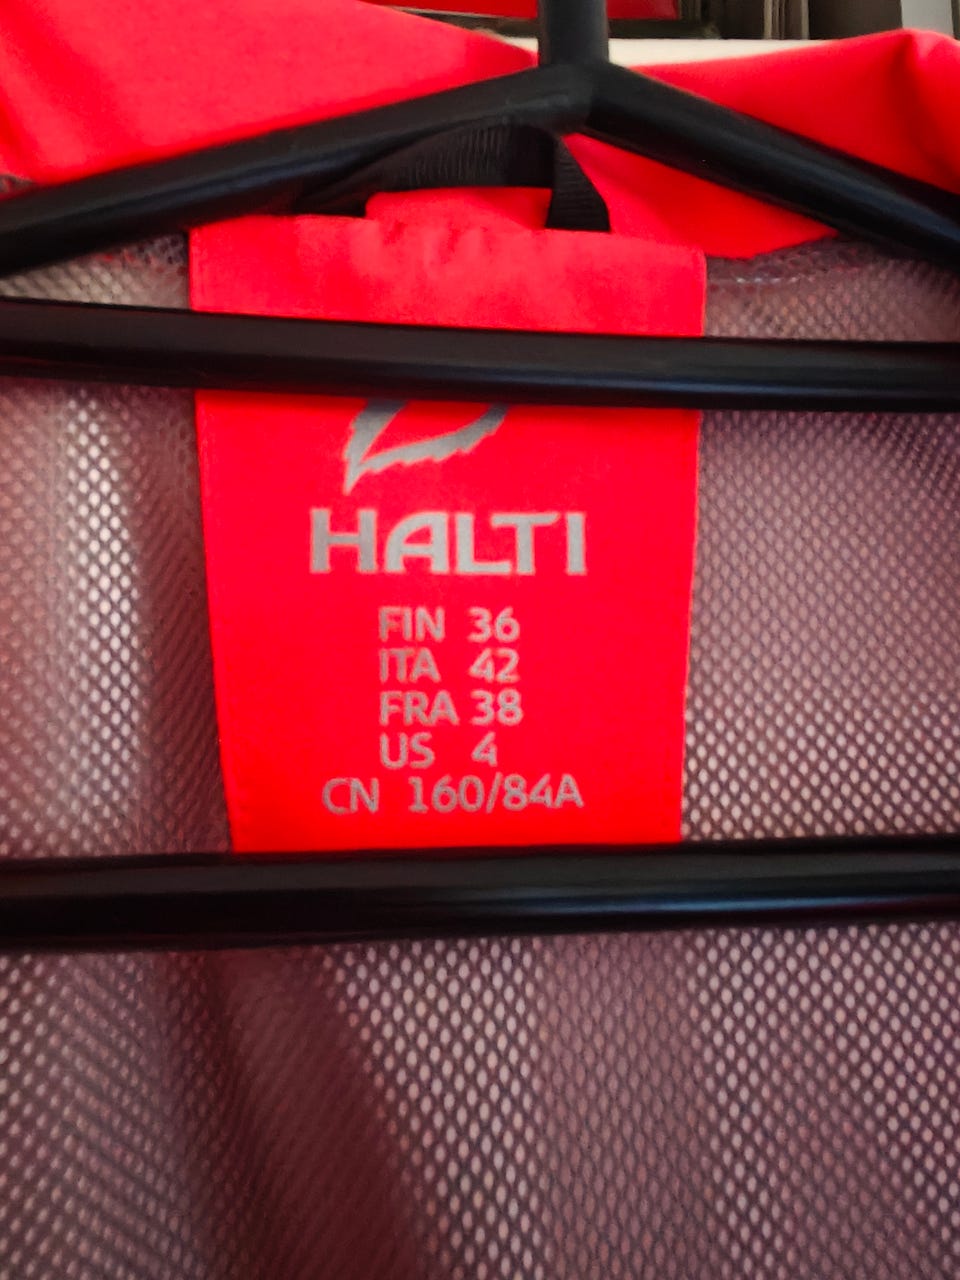 HALTI
FIN 36
ITA 42
FRA 38
US 4
CN 160/84A